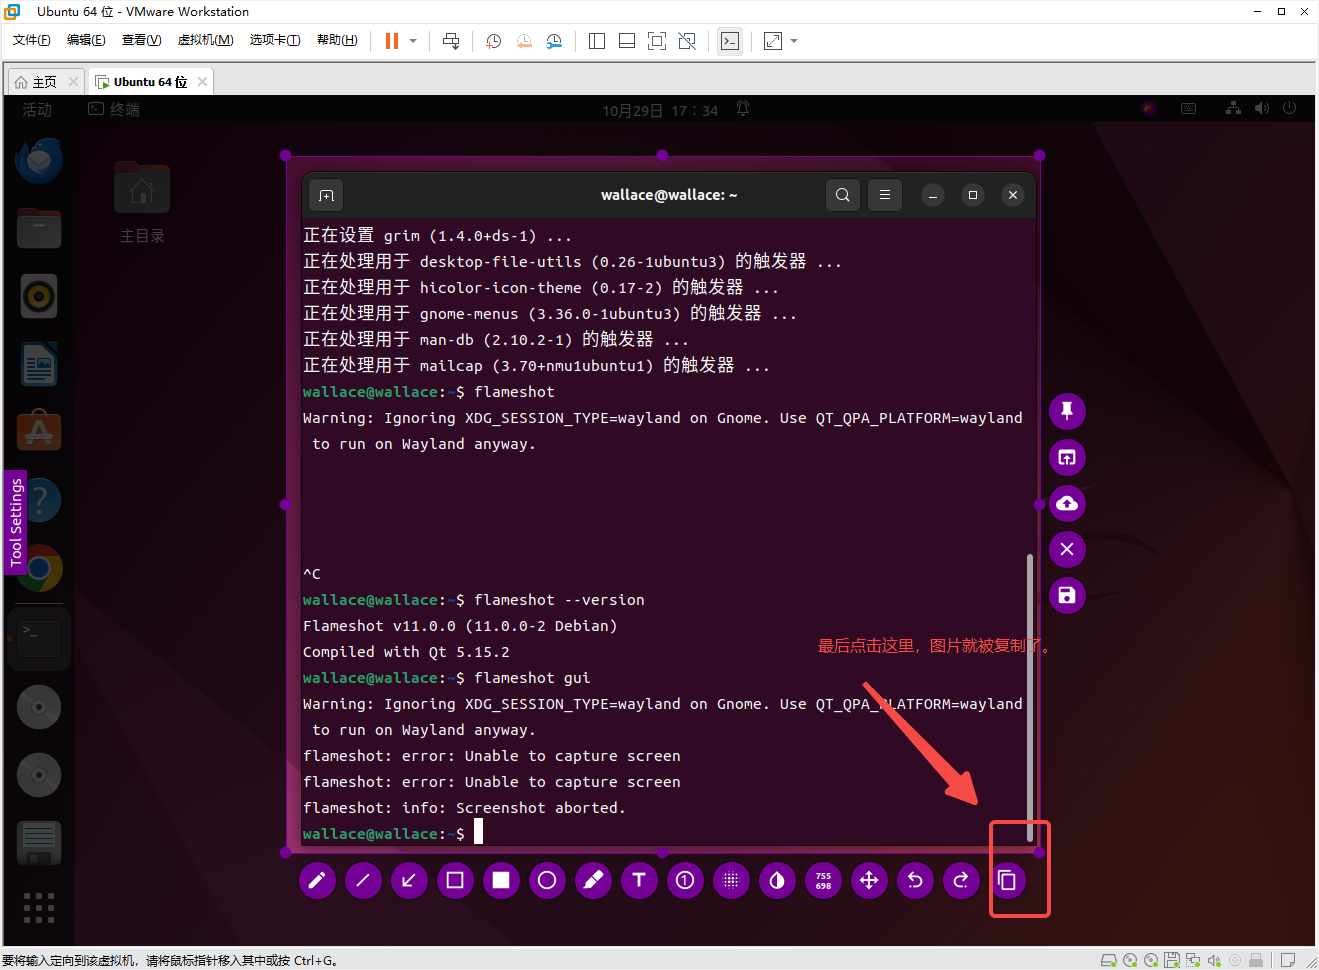 Ubuntu 64 位 - VMware Workstation
文件(F) 编辑(E) 查看(V) 虚拟机(M) 选项卡(T) 帮助(H)
主页 Ubuntu 64 位
活动 终端 10月29日 17：34
主目录
wallace@wallace: ~
正在设置 grim (1.4.0+ds-1) ...
正在处理用于 desktop-file-utils (0.26-1ubuntu3) 的触发器 ...
正在处理用于 hicolor-icon-theme (0.17-2) 的触发器 ...
正在处理用于 gnome-menus (3.36.0-1ubuntu3) 的触发器 ...
正在处理用于 man-db (2.10.2-1) 的触发器 ...
正在处理用于 mailcap (3.70+nmu1ubuntu1) 的触发器 ...
wallace@wallace:~$ flameshot
Warning: Ignoring XDG_SESSION_TYPE=wayland on Gnome. Use QT_QPA_PLATFORM=wayland
to run on Wayland anyway.
^C
wallace@wallace:~$ flameshot --version
Flameshot v11.0.0 (11.0.0-2 Debian)
Compiled with Qt 5.15.2
wallace@wallace:~$ flameshot gui
Warning: Ignoring XDG_SESSION_TYPE=wayland on Gnome. Use QT_QPA_PLATFORM=wayland
to run on Wayland anyway.
flameshot: error: Unable to capture screen
flameshot: error: Unable to capture screen
flameshot: info: Screenshot aborted.
wallace@wallace:~$
Tool Settings
最后点击这里，图片就被复制了。
T
1
755
698
要将输入定向到该虚拟机，请将鼠标指针移入其中或按 Ctrl+G。